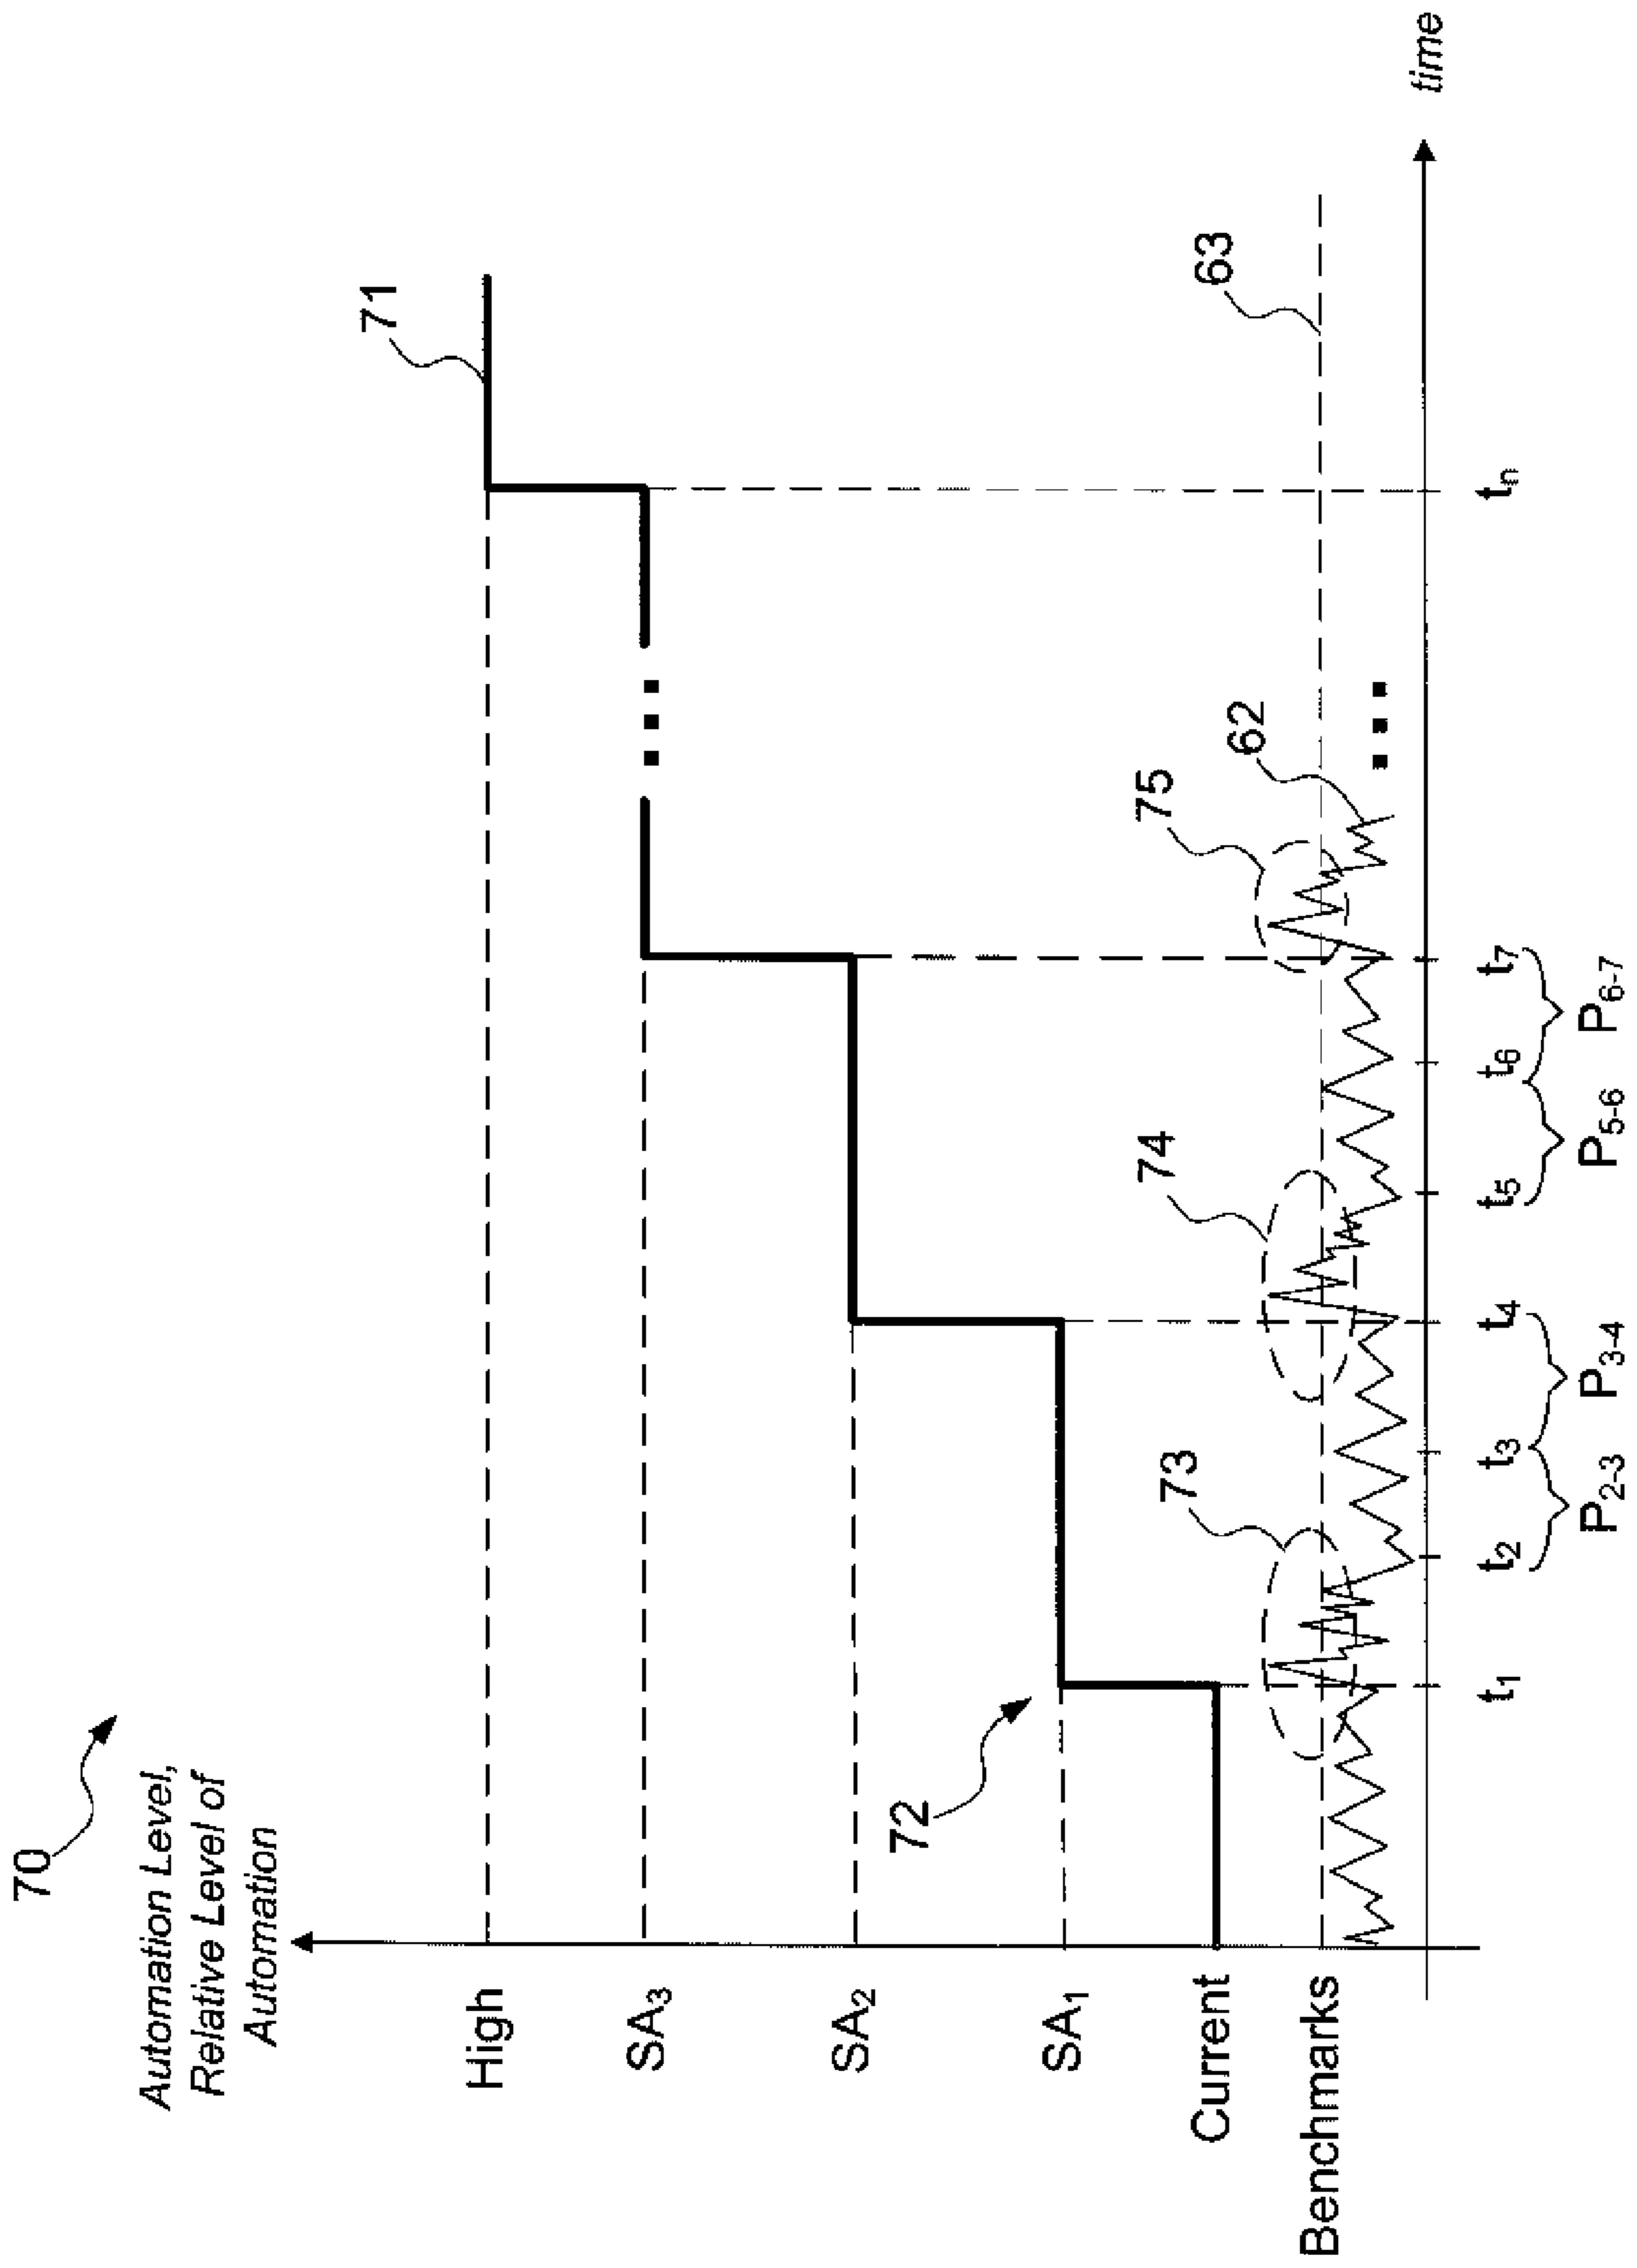 70
Automation Level,
Relative Level of
Automation
High
SA3
SA2
SA1
Current
Benchmarks
71
72
73
74
75
62
63
t1
t2
t3
t4
t5
t6
t7
tn
time
P2-3
P3-4
P5-6
P6-7